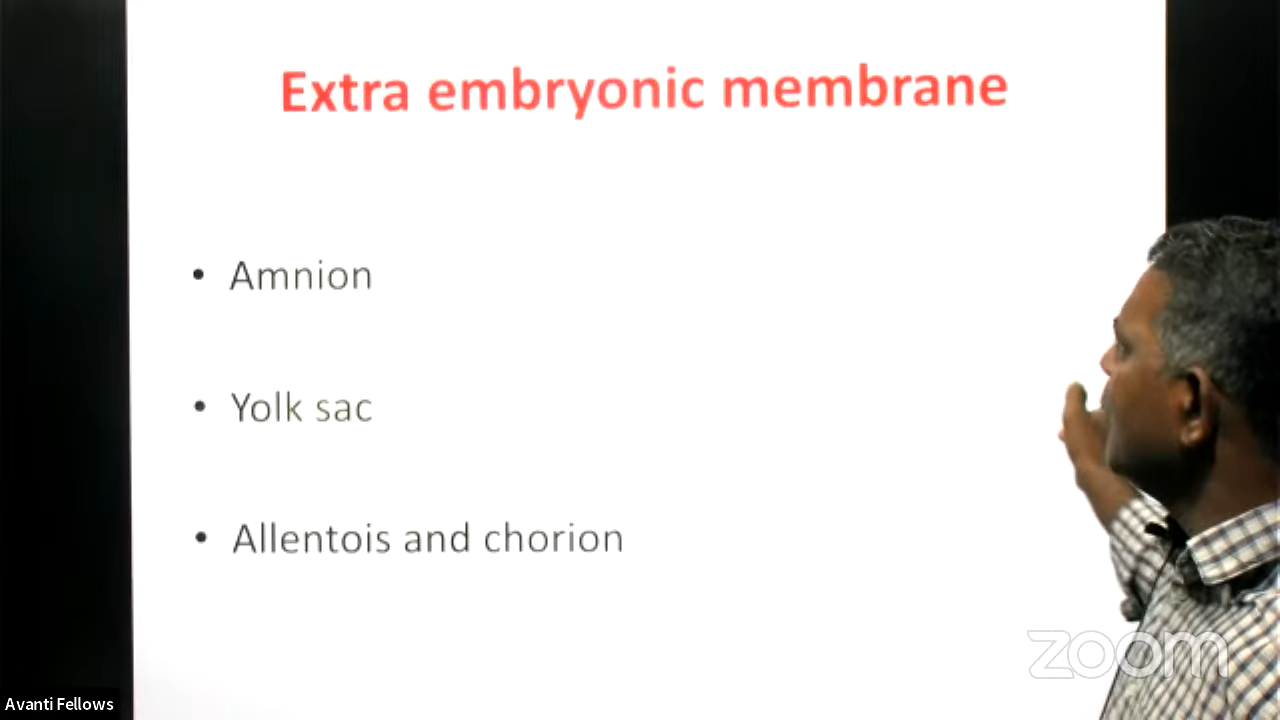 Extra embryonic membrane
• Amnion
• Yolk sac
• Allentois and chorion
zoom
Avanti Fellows